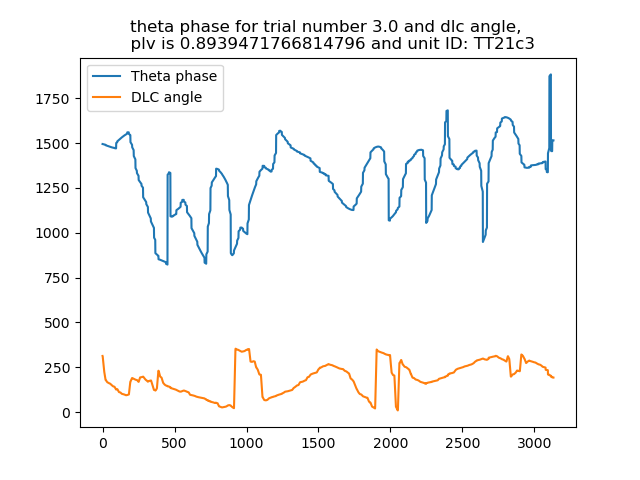 theta phase for trial number 3.0 and dlc angle,
plv is 0.8939471766814796 and unit ID: TT21c3
Theta phase
DLC angle
1750
1500
1250
1000
750
500
250
0
0 500 1000 1500 2000 2500 3000